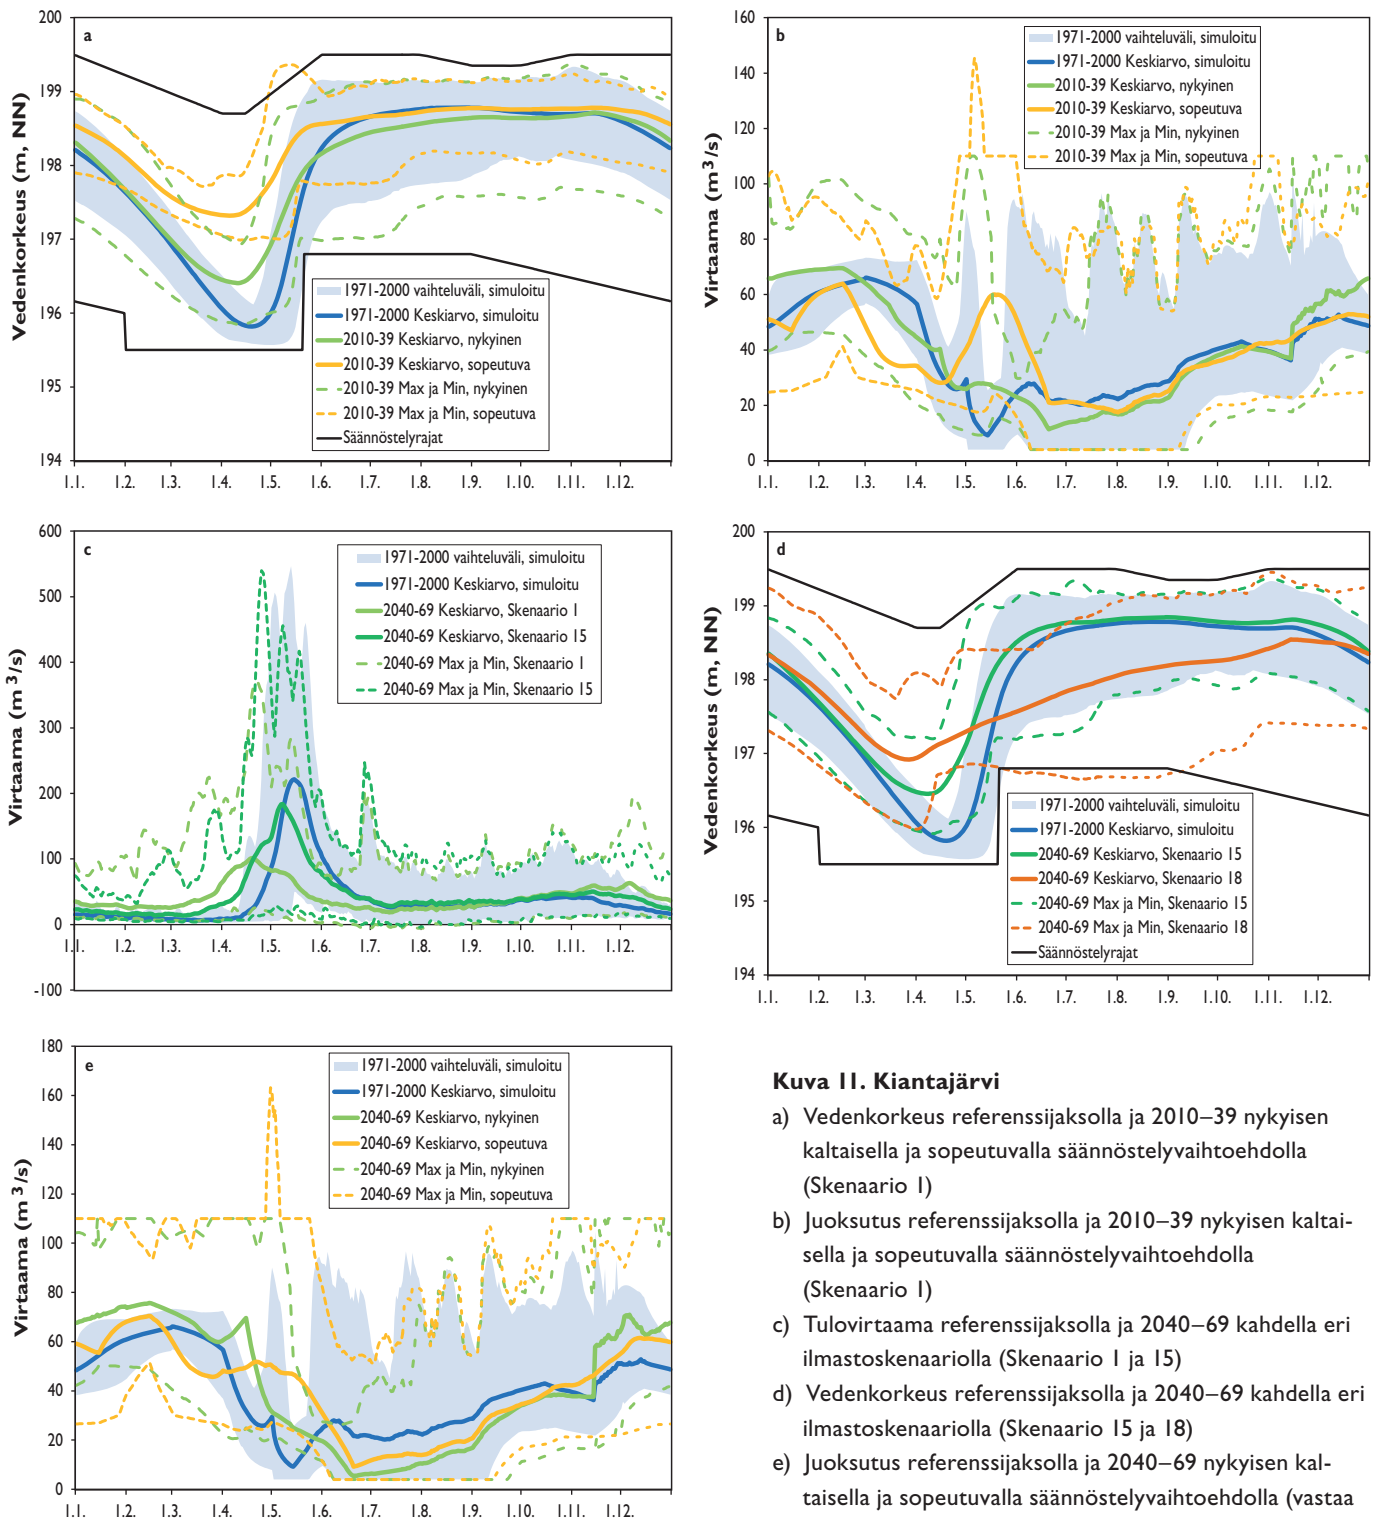 a
Vedenkorkeus (m, NN)
200
199
198
197
196
195
194
1971-2000 vaihteluväli, simuloitu
1971-2000 Keskiarvo, simuloitu
2010-39 Keskiarvo, nykyinen
2010-39 Keskiarvo, sopeutuva
2010-39 Max ja Min, nykyinen
2010-39 Max ja Min, sopeutuva
Säännöstelyrajat
1.1. 1.2. 1.3. 1.4. 1.5. 1.6. 1.7. 1.8. 1.9. 1.10. 1.11. 1.12.
b
Virtaama (m³/s)
160
140
120
100
80
60
40
20
0
1971-2000 vaihteluväli, simuloitu
1971-2000 Keskiarvo, simuloitu
2010-39 Keskiarvo, nykyinen
2010-39 Keskiarvo, sopeutuva
2010-39 Max ja Min, nykyinen
2010-39 Max ja Min, sopeutuva
1.1. 1.2. 1.3. 1.4. 1.5. 1.6. 1.7. 1.8. 1.9. 1.10. 1.11. 1.12.
c
Virtaama (m³/s)
600
500
400
300
200
100
0
-100
1971-2000 vaihteluväli, simuloitu
1971-2000 Keskiarvo, simuloitu
2040-69 Keskiarvo, Skenaario 1
2040-69 Keskiarvo, Skenaario 15
2040-69 Max ja Min, Skenaario 1
2040-69 Max ja Min, Skenaario 15
1.1. 1.2. 1.3. 1.4. 1.5. 1.6. 1.7. 1.8. 1.9. 1.10. 1.11. 1.12.
d
Vedenkorkeus (m, NN)
200
199
198
197
196
195
194
1971-2000 vaihteluväli, simuloitu
1971-2000 Keskiarvo, simuloitu
2040-69 Keskiarvo, Skenaario 15
2040-69 Keskiarvo, Skenaario 18
2040-69 Max ja Min, Skenaario 15
2040-69 Max ja Min, Skenaario 18
Säännöstelyrajat
1.1. 1.2. 1.3. 1.4. 1.5. 1.6. 1.7. 1.8. 1.9. 1.10. 1.11. 1.12.
e
Virtaama (m³/s)
180
160
140
120
100
80
60
40
20
0
1971-2000 vaihteluväli, simuloitu
1971-2000 Keskiarvo, simuloitu
2040-69 Keskiarvo, nykyinen
2040-69 Keskiarvo, sopeutuva
2040-69 Max ja Min, nykyinen
2040-69 Max ja Min, sopeutuva
1.1. 1.2. 1.3. 1.4. 1.5. 1.6. 1.7. 1.8. 1.9. 1.10. 1.11. 1.12.
Kuva 11. Kiantajärvi
a) Vedenkorkeus referenssijaksolla ja 2010–39 nykyisen
kaltaisella ja sopeutuvalla säännöstelyvaihtoehdolla
(Skenaario 1)
b) Juoksutus referenssijaksolla ja 2010–39 nykyisen kaltai-
sella ja sopeutuvalla säännöstelyvaihtoehdolla
(Skenaario 1)
c) Tulovirtaama referenssijaksolla ja 2040–69 kahdella eri
ilmastoskenaariolla (Skenaario 1 ja 15)
d) Vedenkorkeus referenssijaksolla ja 2040–69 kahdella eri
ilmastoskenaariolla (Skenaario 15 ja 18)
e) Juoksutus referenssijaksolla ja 2040–69 nykyisen kal-
taisella ja sopeutuvalla säännöstelyvaihtoehdolla (vastaa